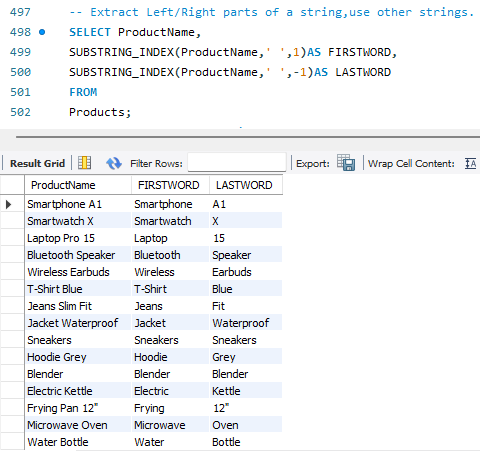 497 -- Extract Left/Right parts of a string,use other strings.
498 SELECT ProductName,
499 SUBSTRING_INDEX(ProductName,' ',1)AS FIRSTWORD,
500 SUBSTRING_INDEX(ProductName,' ',-1)AS LASTWORD
501 FROM
502 Products;
Result Grid Filter Rows: Export: Wrap Cell Content: IA
ProductName FIRSTWORD LASTWORD
Smartphone A1 Smartphone A1
Smartwatch X Smartwatch X
Laptop Pro 15 Laptop 15
Bluetooth Speaker Bluetooth Speaker
Wireless Earbuds Wireless Earbuds
T-Shirt Blue T-Shirt Blue
Jeans Slim Fit Jeans Fit
Jacket Waterproof Jacket Waterproof
Sneakers Sneakers Sneakers
Hoodie Grey Hoodie Grey
Blender Blender Blender
Electric Kettle Electric Kettle
Frying Pan 12" Frying 12"
Microwave Oven Microwave Oven
Water Bottle Water Bottle